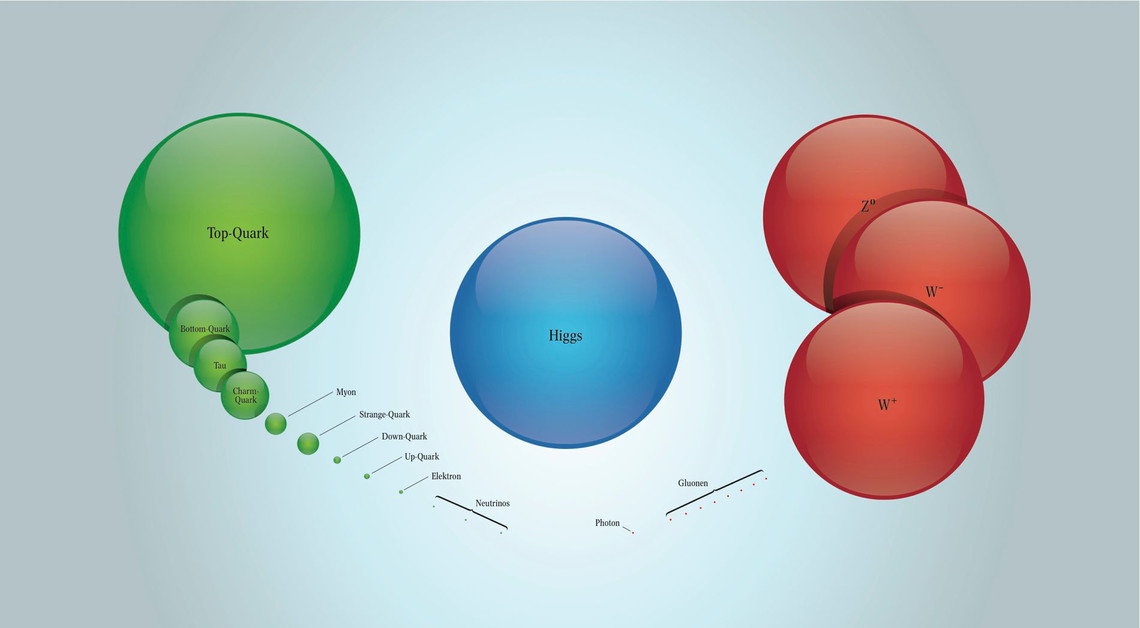 Top-Quark
Bottom-Quark
Tau
Charm-
Quark
Myon
Strange-Quark
Down-Quark
Up-Quark
Elektron
Neutrinos
Higgs
Photon
Gluonen
Z⁰
W⁻
W⁺